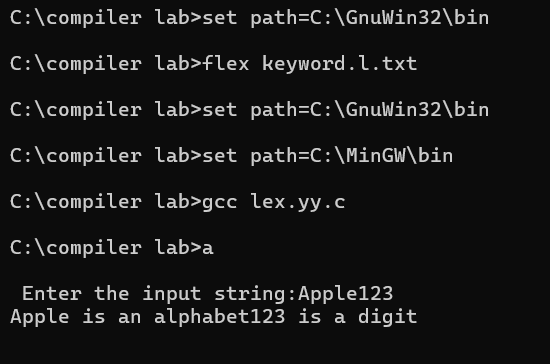 C:\compiler lab>set path=C:\GnuWin32\bin
C:\compiler lab>flex keyword.l.txt
C:\compiler lab>set path=C:\GnuWin32\bin
C:\compiler lab>set path=C:\MinGW\bin
C:\compiler lab>gcc lex.yy.c
C:\compiler lab>a
Enter the input string:Apple123
Apple is an alphabet123 is a digit